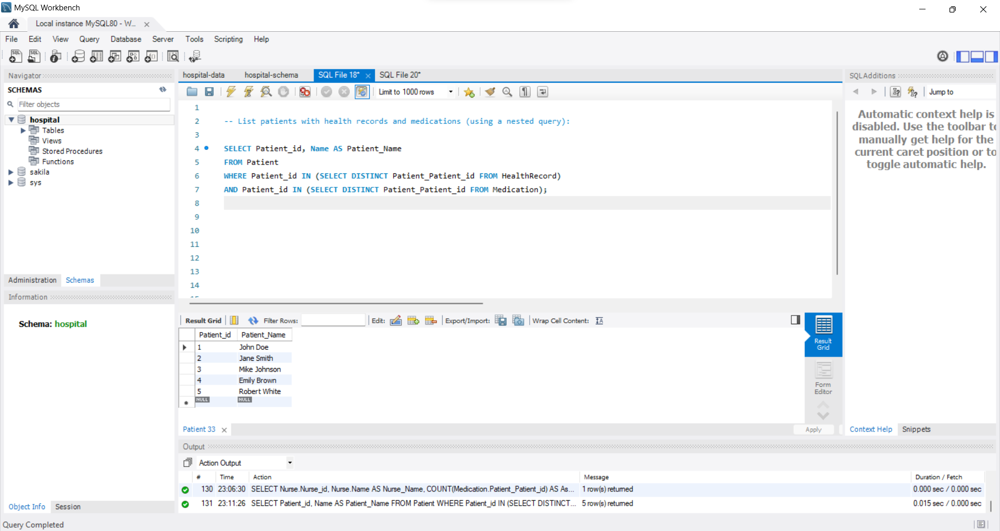 MySQL Workbench
Local instance MySQL80 - W...
File Edit View Query Database Server Tools Scripting Help
Navigator
SCHEMAS
Filter objects
hospital
Tables
Views
Stored Procedures
Functions
sakila
sys
Administration Schemas
Information
Schema: hospital
Object Info Session
Query Completed
hospital-data hospital-schema SQL File 18* SQL File 20*
Limit to 1000 rows
1
2 -- List patients with health records and medications (using a nested query):
3
4 SELECT Patient_id, Name AS Patient_Name
5 FROM Patient
6 WHERE Patient_id IN (SELECT DISTINCT Patient_Patient_id FROM HealthRecord)
7 AND Patient_id IN (SELECT DISTINCT Patient_Patient_id FROM Medication);
8
9
10
11
12
13
14
Result Grid Filter Rows: Edit: Export/Import: Wrap Cell Content:
Patient_id Patient_Name
1 John Doe
2 Jane Smith
3 Mike Johnson
4 Emily Brown
5 Robert White
NULL NULL
Result
Grid
Form
Editor
Patient 33
Apply
SQLAdditions
Jump to
Automatic context help is
disabled. Use the toolbar to
manually get help for the
current caret position or to
toggle automatic help.
Context Help Snippets
Output
Action Output
# Time Action Message Duration / Fetch
130 23:06:30 SELECT Nurse.Nurse_id, Nurse.Name AS Nurse_Name, COUNT(Medication.Patient_Patient_id) AS As... 1 row(s) returned 0.000 sec / 0.000 sec
131 23:11:26 SELECT Patient_id, Name AS Patient_Name FROM Patient WHERE Patient_id IN (SELECT DISTINCT... 5 row(s) returned 0.015 sec / 0.000 sec